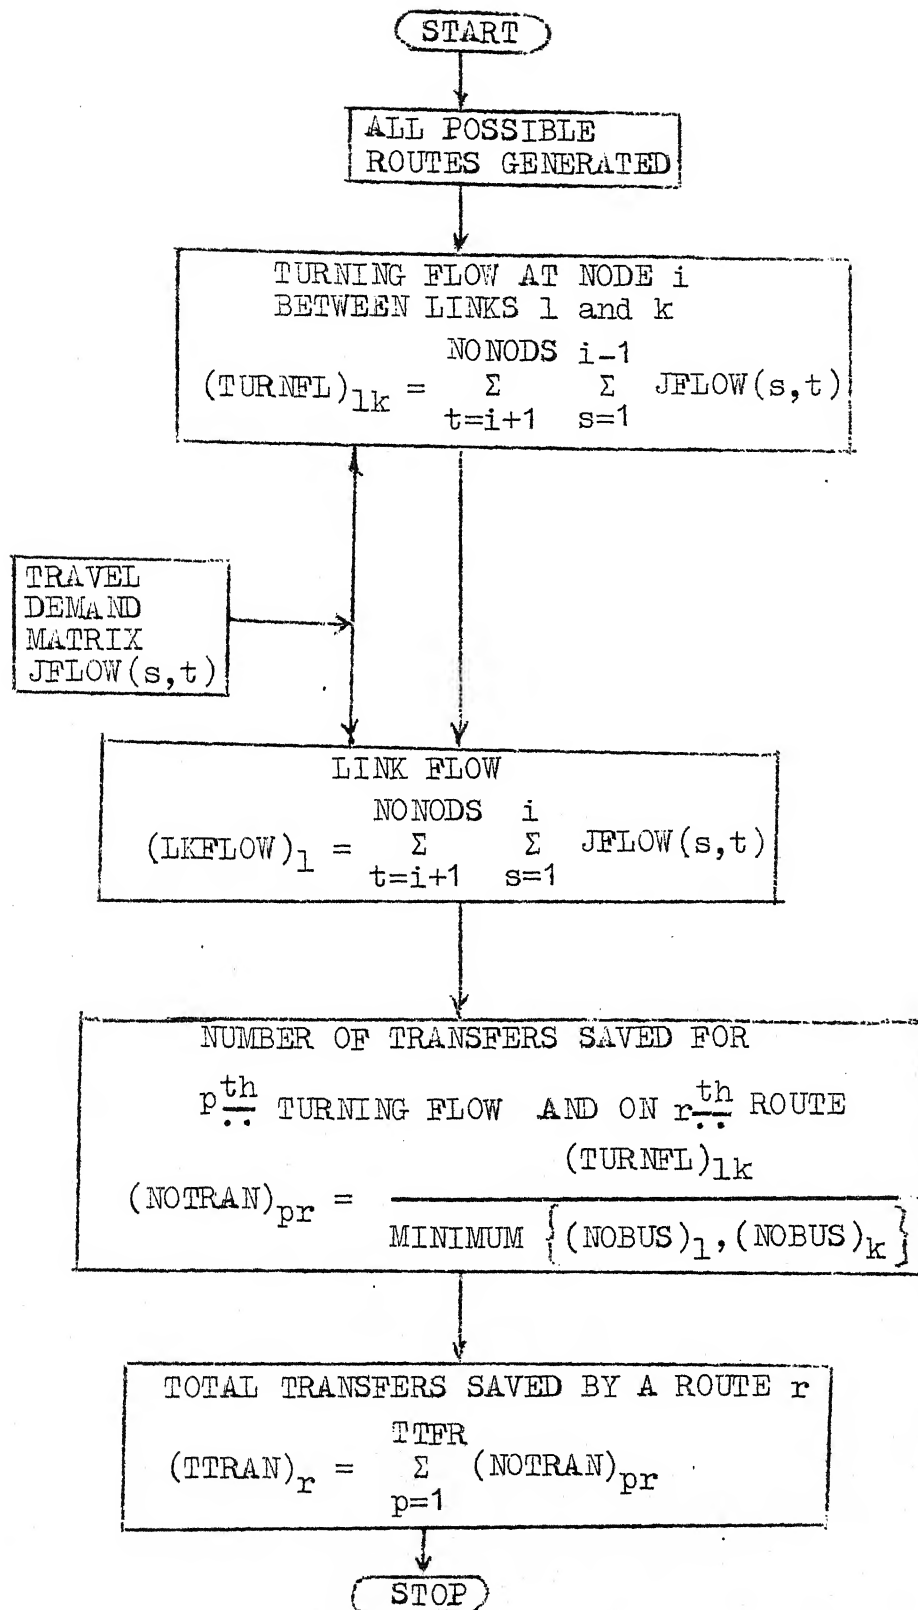 START
ALL POSSIBLE
ROUTES GENERATED
TURNING FLOW AT NODE i
BETWEEN LINKS l and k
NONODS i-1
(TURNFL)lk = Σ Σ JFLOW(s,t)
t=i+1 s=1
TRAVEL
DEMAND
MATRIX
JFLOW(s,t)
LINK FLOW
NONODS i
(LKFLOW)l = Σ Σ JFLOW(s,t)
t=i+1 s=1
NUMBER OF TRANSFERS SAVED FOR
pth TURNING FLOW AND ON rth ROUTE
(TURNFL)lk
(NOTRAN)pr =
MINIMUM {(NOBUS)l,(NOBUS)k}
TOTAL TRANSFERS SAVED BY A ROUTE r
TTFR
(TTRAN)r = Σ (NOTRAN)pr
p=1
STOP